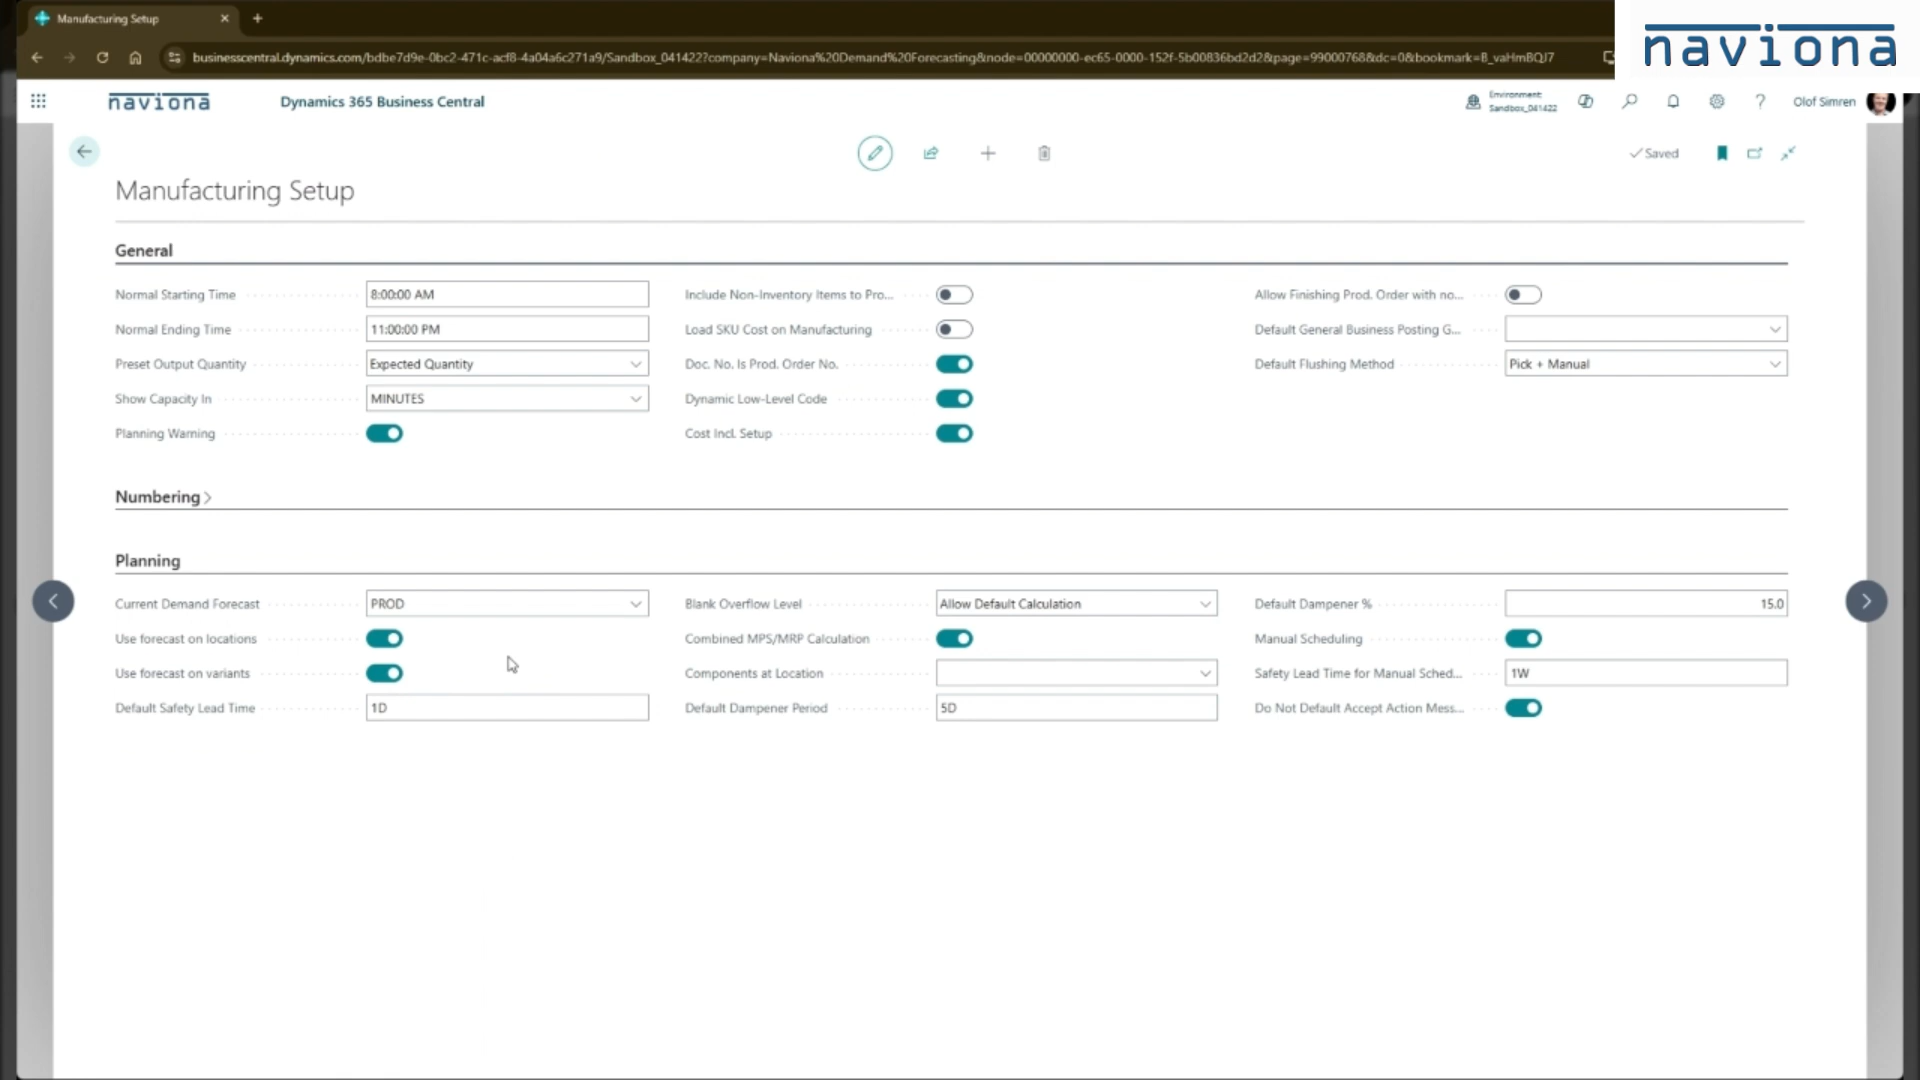 Manufacturing Setup
naviona
businesscentral.dynamics.com/bdbe7d9e-0bc2-471c-acf8-4a04a6c271a9/Sandbox_041422?company=Naviona%20Demand%20Forecasting&node=00000000-ec65-0000-152f-5b00836bd2d2&page=99000768&dc=0&bookmark=B_vaHmBQJ7
naviona
Dynamics 365 Business Central
Environment:
Sandbox_041422
Olof Simren
Saved
Manufacturing Setup
General
Normal Starting Time 8:00:00 AM Include Non-Inventory Items to Pro... Allow Finishing Prod. Order with no...
Normal Ending Time 11:00:00 PM Load SKU Cost on Manufacturing Default General Business Posting G...
Preset Output Quantity Expected Quantity Doc. No. Is Prod. Order No. Default Flushing Method Pick + Manual
Show Capacity In MINUTES Dynamic Low-Level Code
Planning Warning Cost Incl. Setup
Numbering
Planning
Current Demand Forecast PROD Blank Overflow Level Allow Default Calculation Default Dampener % 15.0
Use forecast on locations Combined MPS/MRP Calculation Manual Scheduling
Use forecast on variants Components at Location Safety Lead Time for Manual Sched... 1W
Default Safety Lead Time 1D Default Dampener Period 5D Do Not Default Accept Action Mess...